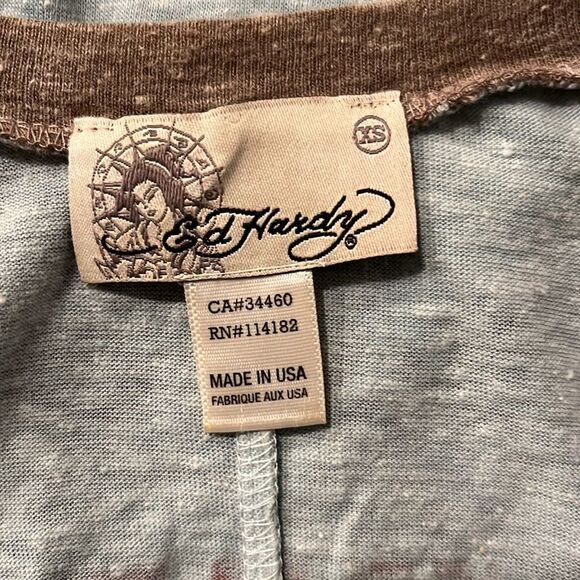 XS
Ed Hardy®
CA#34460
RN#114182
MADE IN USA
FABRIQUE AUX USA